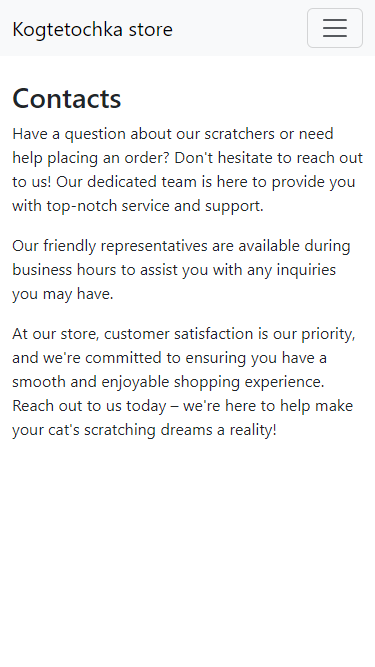 Kogtetochka store
Contacts
Have a question about our scratchers or need
help placing an order? Don't hesitate to reach out
to us! Our dedicated team is here to provide you
with top-notch service and support.
Our friendly representatives are available during
business hours to assist you with any inquiries
you may have.
At our store, customer satisfaction is our priority,
and we're committed to ensuring you have a
smooth and enjoyable shopping experience.
Reach out to us today – we're here to help make
your cat's scratching dreams a reality!